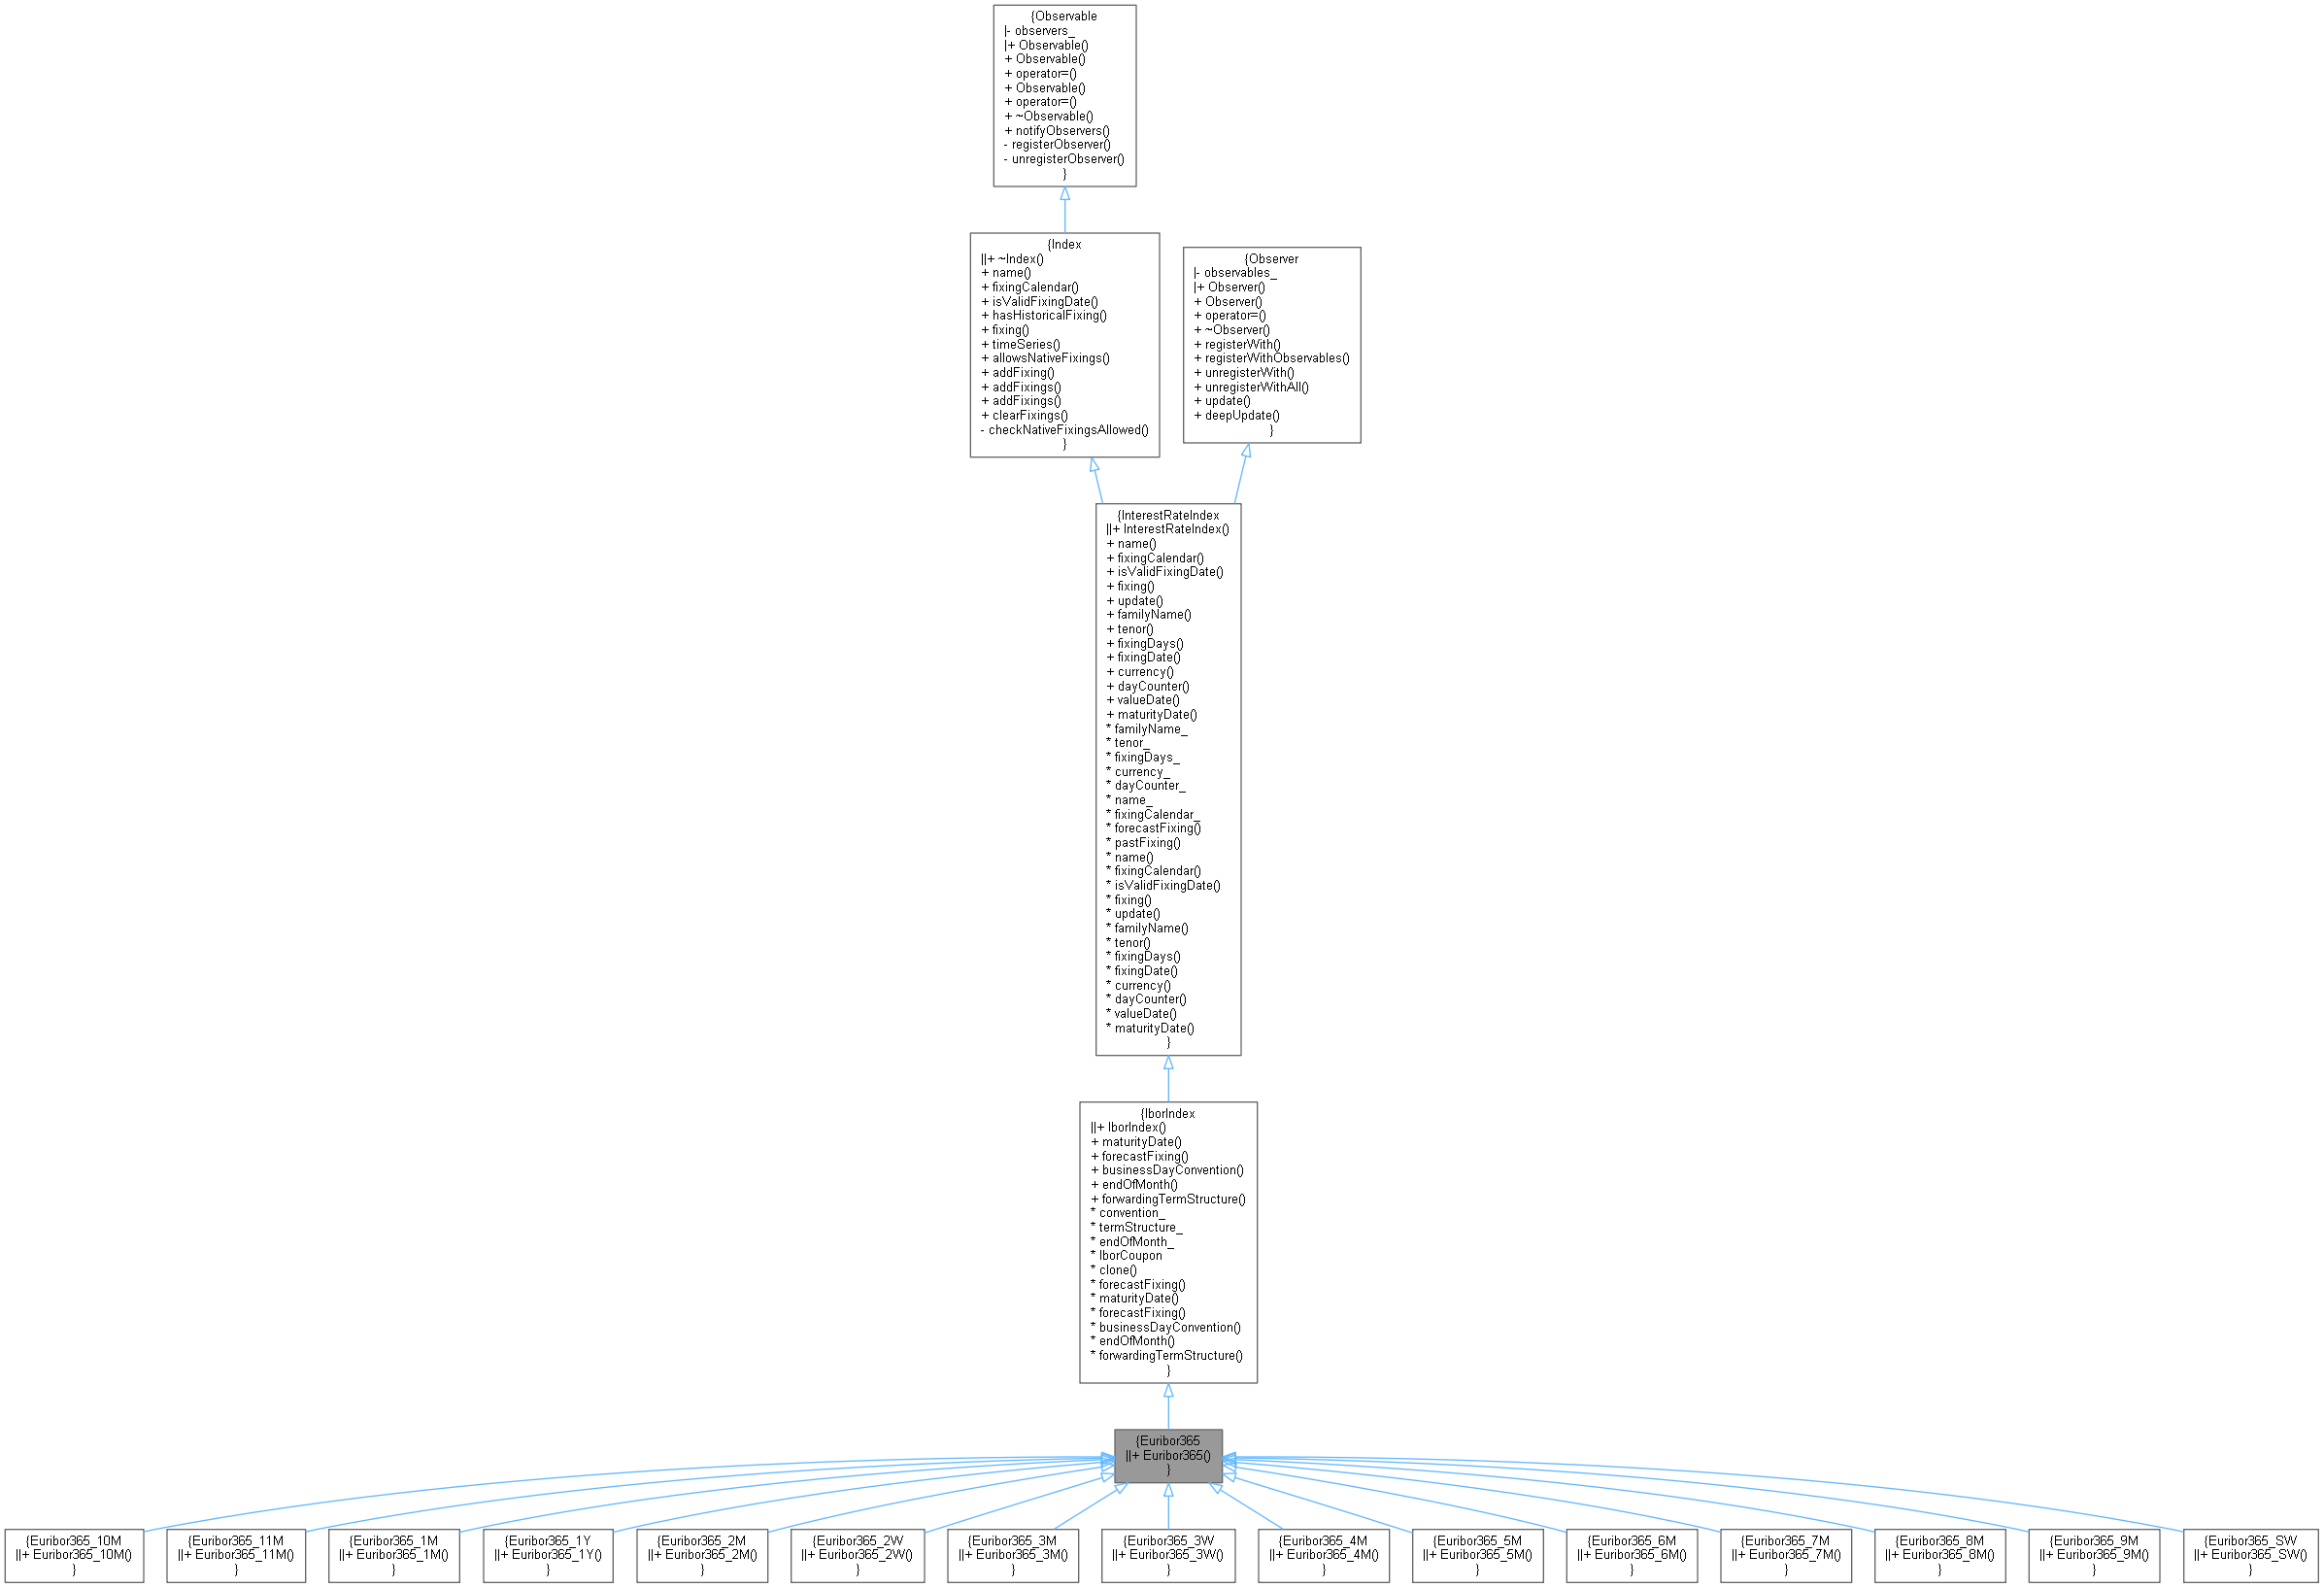 {Observable
|- observers_
|+ Observable()
+ Observable()
+ operator=()
+ Observable()
+ operator=()
+ ~Observable()
+ notifyObservers()
- registerObserver()
- unregisterObserver()
}
{Index
||+ ~Index()
+ name()
+ fixingCalendar()
+ isValidFixingDate()
+ hasHistoricalFixing()
+ fixing()
+ timeSeries()
+ allowsNativeFixings()
+ addFixing()
+ addFixings()
+ addFixings()
+ clearFixings()
- checkNativeFixingsAllowed()
}
{Observer
|- observables_
|+ Observer()
+ Observer()
+ operator=()
+ ~Observer()
+ registerWith()
+ registerWithObservables()
+ unregisterWith()
+ unregisterWithAll()
+ update()
+ deepUpdate()
}
{InterestRateIndex
||+ InterestRateIndex()
+ name()
+ fixingCalendar()
+ isValidFixingDate()
+ fixing()
+ update()
+ familyName()
+ tenor()
+ fixingDays()
+ fixingDate()
+ currency()
+ dayCounter()
+ valueDate()
+ maturityDate()
* familyName_
* tenor_
* fixingDays_
* currency_
* dayCounter_
* name_
* fixingCalendar_
* forecastFixing()
* pastFixing()
* name()
* fixingCalendar()
* isValidFixingDate()
* fixing()
* update()
* familyName()
* tenor()
* fixingDays()
* fixingDate()
* currency()
* dayCounter()
* valueDate()
* maturityDate()
}
{IborIndex
||+ IborIndex()
+ maturityDate()
+ forecastFixing()
+ businessDayConvention()
+ endOfMonth()
+ forwardingTermStructure()
* convention_
* termStructure_
* endOfMonth_
* IborCoupon
* clone()
* forecastFixing()
* maturityDate()
* forecastFixing()
* businessDayConvention()
* endOfMonth()
* forwardingTermStructure()
}
{Euribor365
||+ Euribor365()
}
{Euribor365_10M
||+ Euribor365_10M()
}
{Euribor365_11M
||+ Euribor365_11M()
}
{Euribor365_1M
||+ Euribor365_1M()
}
{Euribor365_1Y
||+ Euribor365_1Y()
}
{Euribor365_2M
||+ Euribor365_2M()
}
{Euribor365_2W
||+ Euribor365_2W()
}
{Euribor365_3M
||+ Euribor365_3M()
}
{Euribor365_3W
||+ Euribor365_3W()
}
{Euribor365_4M
||+ Euribor365_4M()
}
{Euribor365_5M
||+ Euribor365_5M()
}
{Euribor365_6M
||+ Euribor365_6M()
}
{Euribor365_7M
||+ Euribor365_7M()
}
{Euribor365_8M
||+ Euribor365_8M()
}
{Euribor365_9M
||+ Euribor365_9M()
}
{Euribor365_SW
||+ Euribor365_SW()
}